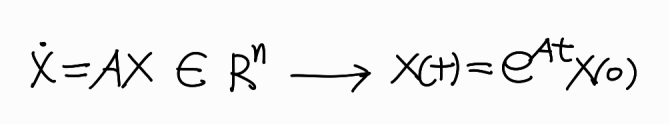 ẋ=Ax ∈ Rⁿ → x(t)=e^{At}x(0)